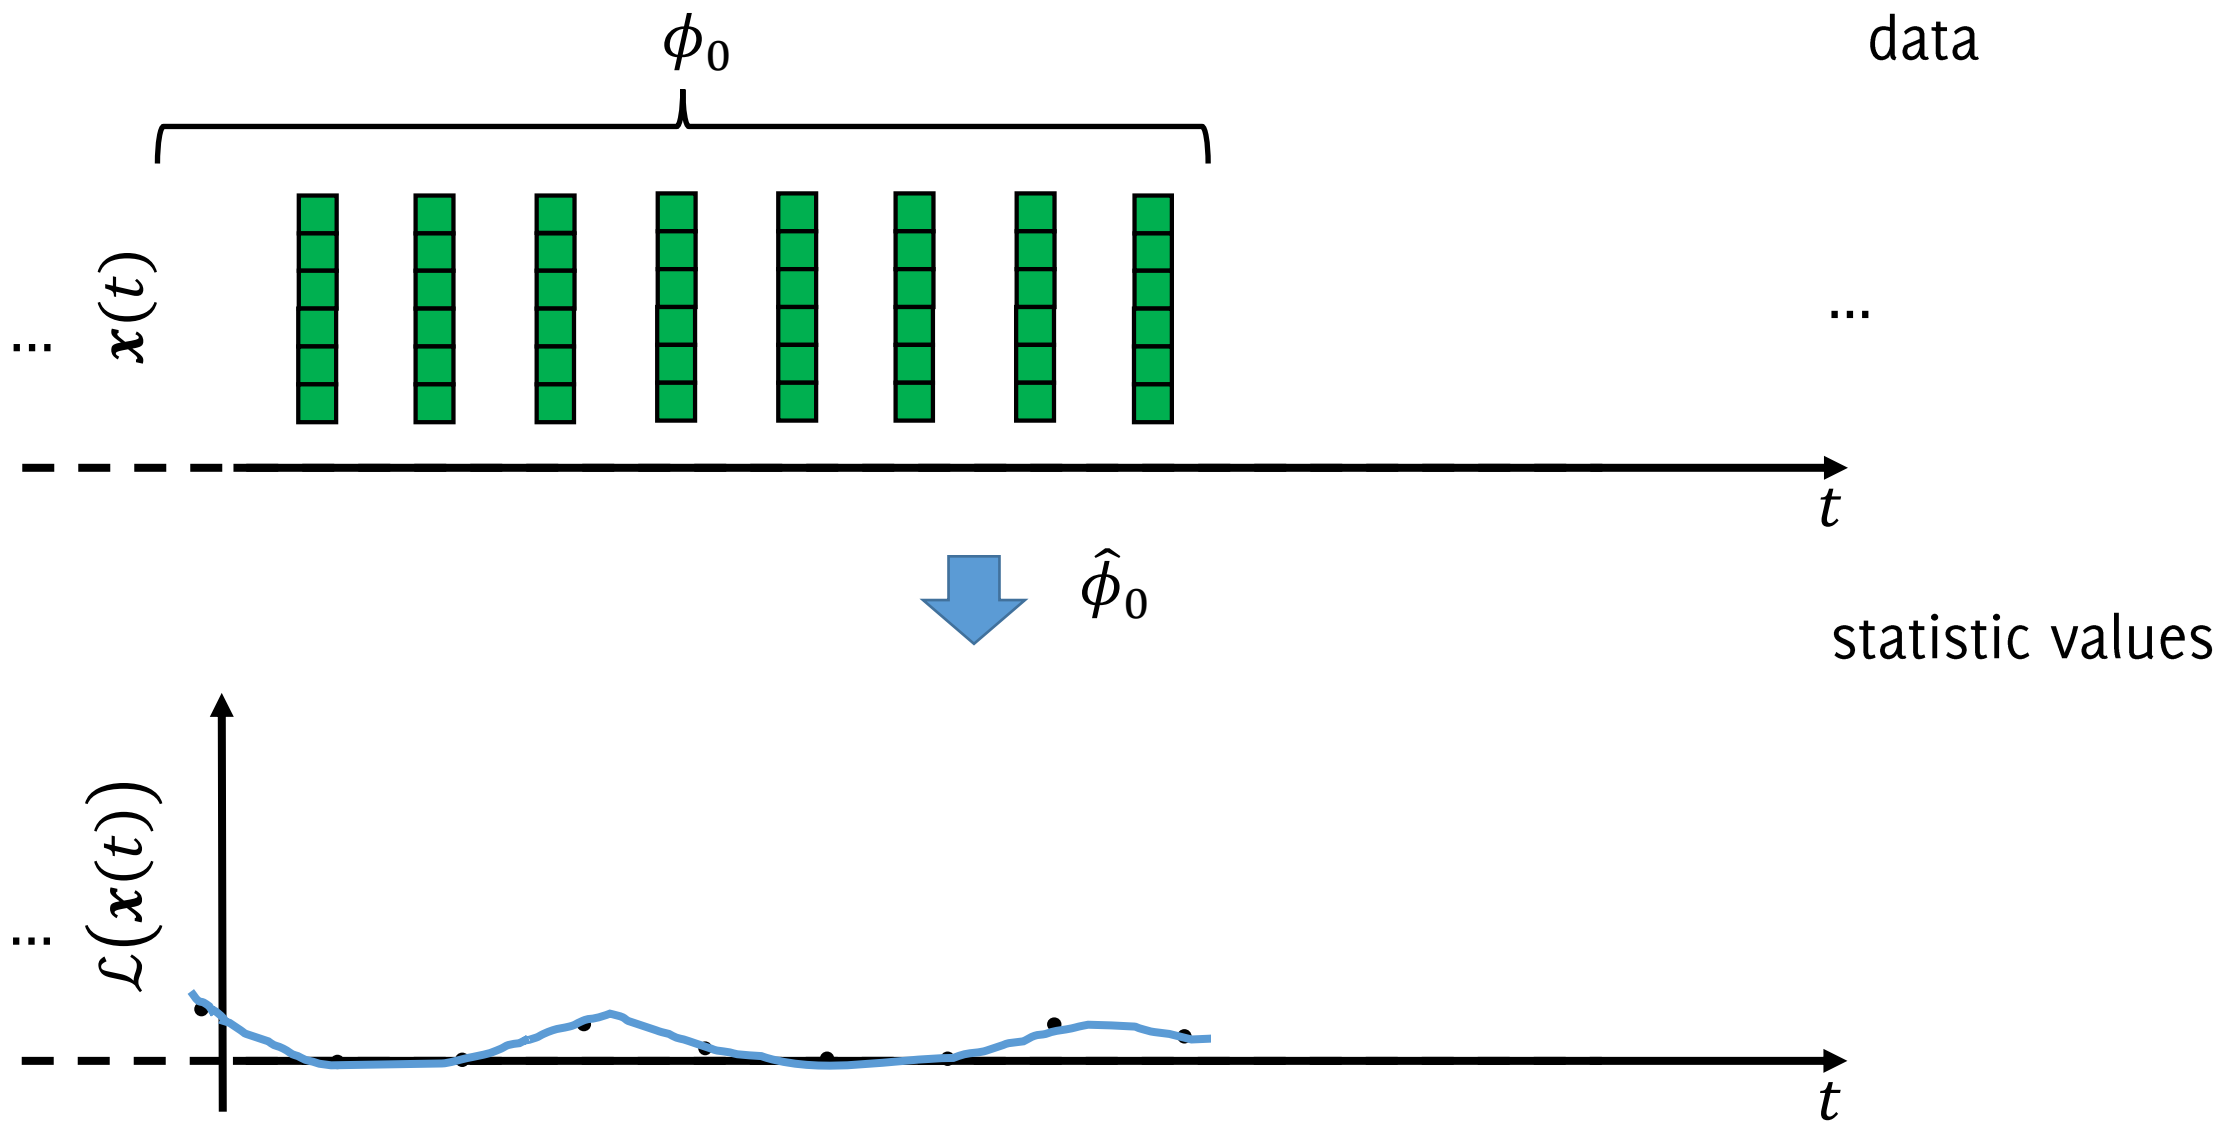 ϕ₀
data
... 𝒙(t) ...
t
ϕ̂₀
statistic values
... ℒ(𝒙(t))
t